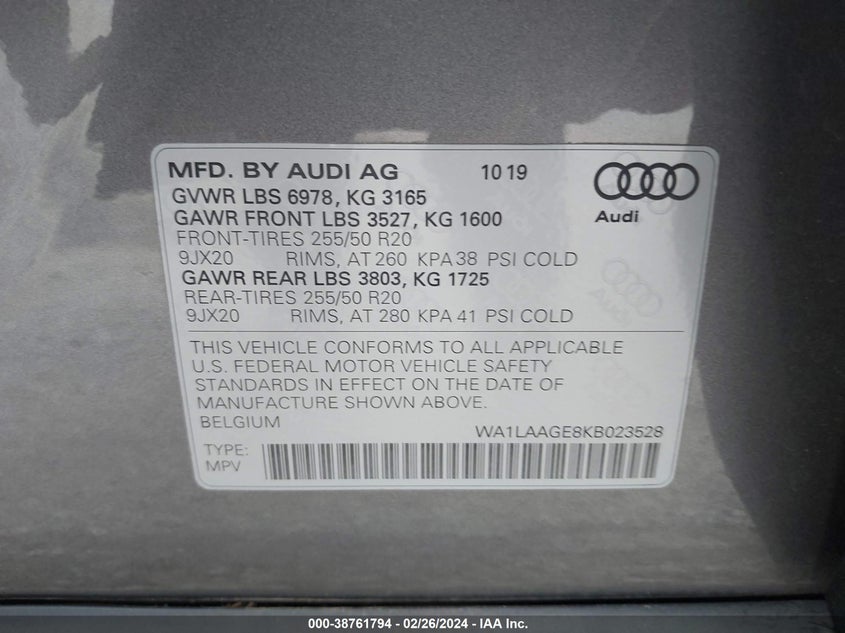 MFD. BY AUDI AG 10 19
GVWR LBS 6978, KG 3165
GAWR FRONT LBS 3527, KG 1600
Audi
FRONT-TIRES 255/50 R20
9JX20 RIMS, AT 260 KPA 38 PSI COLD
GAWR REAR LBS 3803, KG 1725
REAR-TIRES 255/50 R20
9JX20 RIMS, AT 280 KPA 41 PSI COLD
THIS VEHICLE CONFORMS TO ALL APPLICABLE
U.S. FEDERAL MOTOR VEHICLE SAFETY
STANDARDS IN EFFECT ON THE DATE OF
MANUFACTURE SHOWN ABOVE.
BELGIUM WA1LAAGE8KB023528
TYPE:
MPV
000-38761794 - 02/26/2024 - IAA Inc.